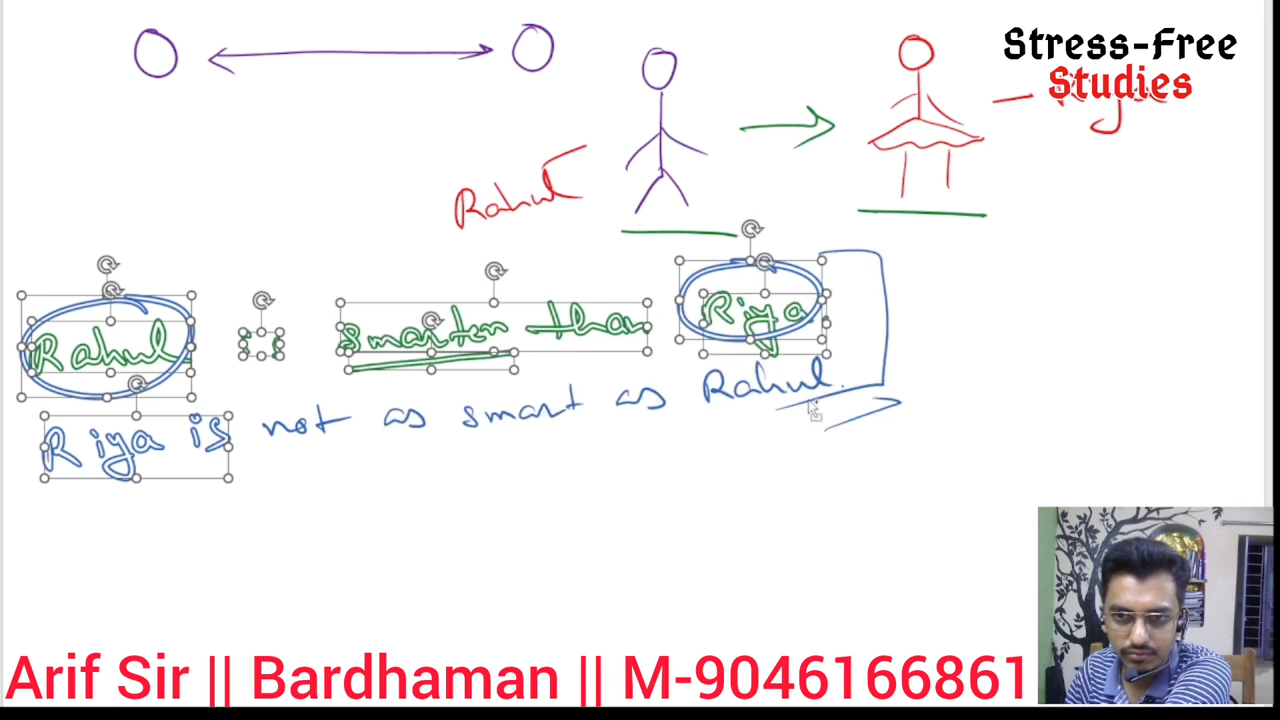 Stress-Free
Studies
Rahul
Rahul is smarter than Riya
Riya is not as smart as Rahul.
Arif Sir || Bardhaman || M-9046166861